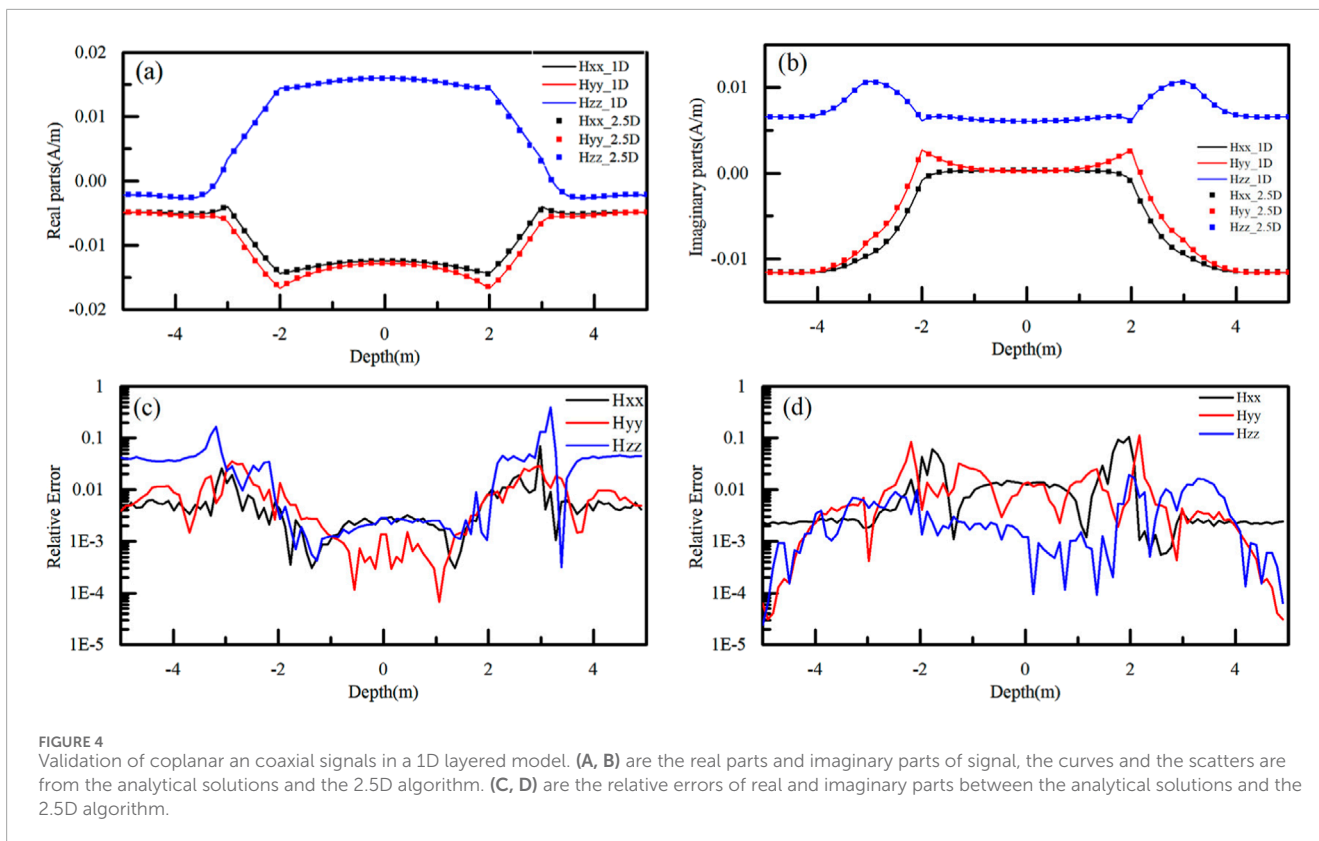 0.02
0.01
0.00
-0.01
-0.02
Real parts(A/m)
(a)
Hxx_1D
Hyy_1D
Hzz_1D
Hxx_2.5D
Hyy_2.5D
Hzz_2.5D
-4
-2
0
2
4
Depth(m)
0.01
0.00
-0.01
Imaginary parts(A/m)
(b)
Hxx_1D
Hyy_1D
Hzz_1D
Hxx_2.5D
Hyy_2.5D
Hzz_2.5D
-4
-2
0
2
4
Depth(m)
1
0.1
0.01
1E-3
1E-4
1E-5
Relative Error
(c)
Hxx
Hyy
Hzz
-4
-2
0
2
4
Depth(m)
1
0.1
0.01
1E-3
1E-4
1E-5
Relative Error
(d)
Hxx
Hyy
Hzz
-4
-2
0
2
4
Depth(m)
FIGURE 4
Validation of coplanar an coaxial signals in a 1D layered model. (A, B) are the real parts and imaginary parts of signal, the curves and the scatters are
from the analytical solutions and the 2.5D algorithm. (C, D) are the relative errors of real and imaginary parts between the analytical solutions and the
2.5D algorithm.